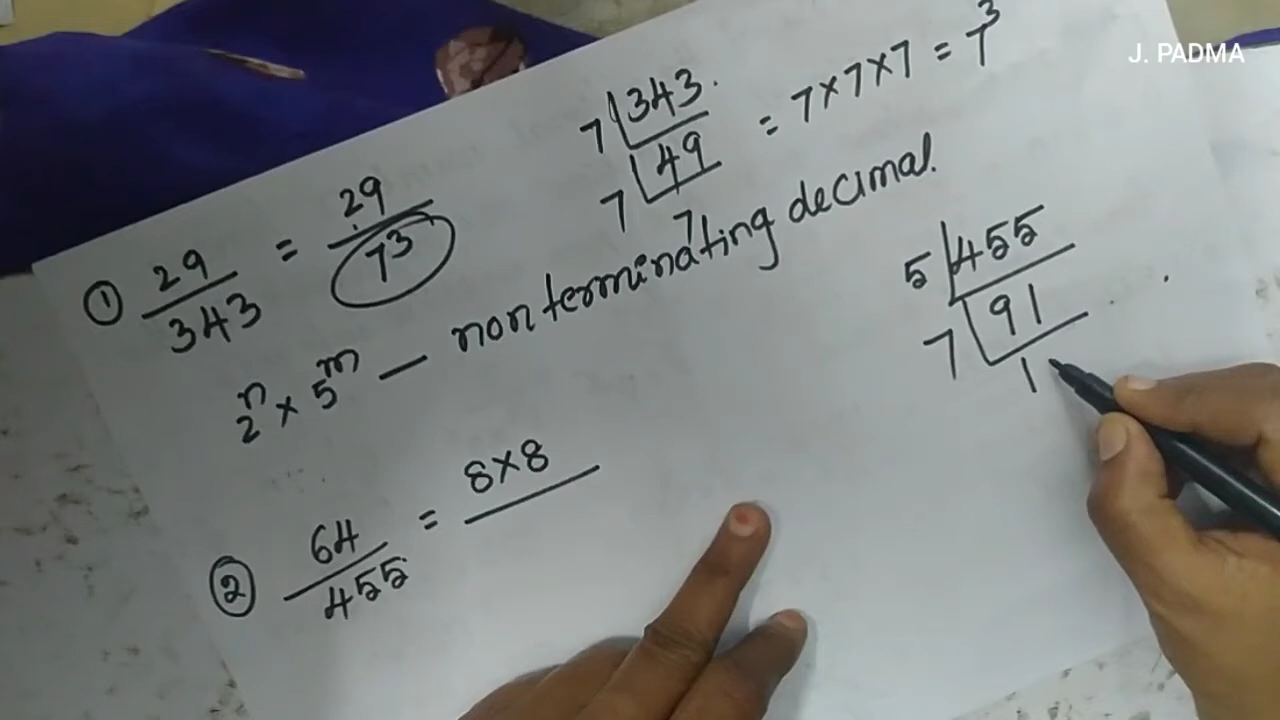 J. PADMA
7 | 343 .
7 | 49 = 7×7×7 = 7³
7
① 29/343 = 29/7³
2ⁿ × 5ᵐ — non terminating decimal.
② 64/455 = 8×8
5 | 455
7 | 91
1